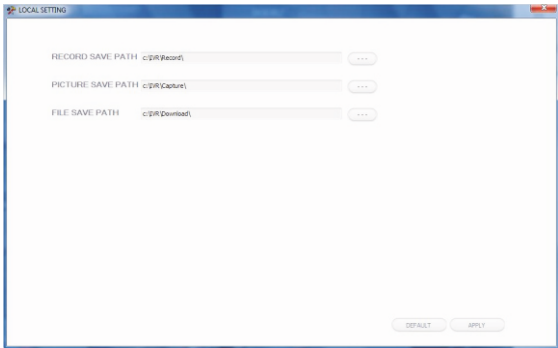 LOCAL SETTING
RECORD SAVE PATH c:\DVR\Record\
PICTURE SAVE PATH c:\DVR\Capture\
FILE SAVE PATH c:\DVR\Download\
DEFAULT APPLY